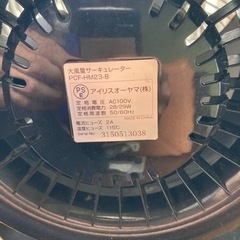 大風量サーキュレーター
PCF-HM23-B
PS
E
アイリスオーヤマ(株)
定格電圧 AC100V
定格消費電力 28/29W
定格周波数 50/60Hz
電流ヒューズ 2A
温度ヒューズ 115C
3150513038